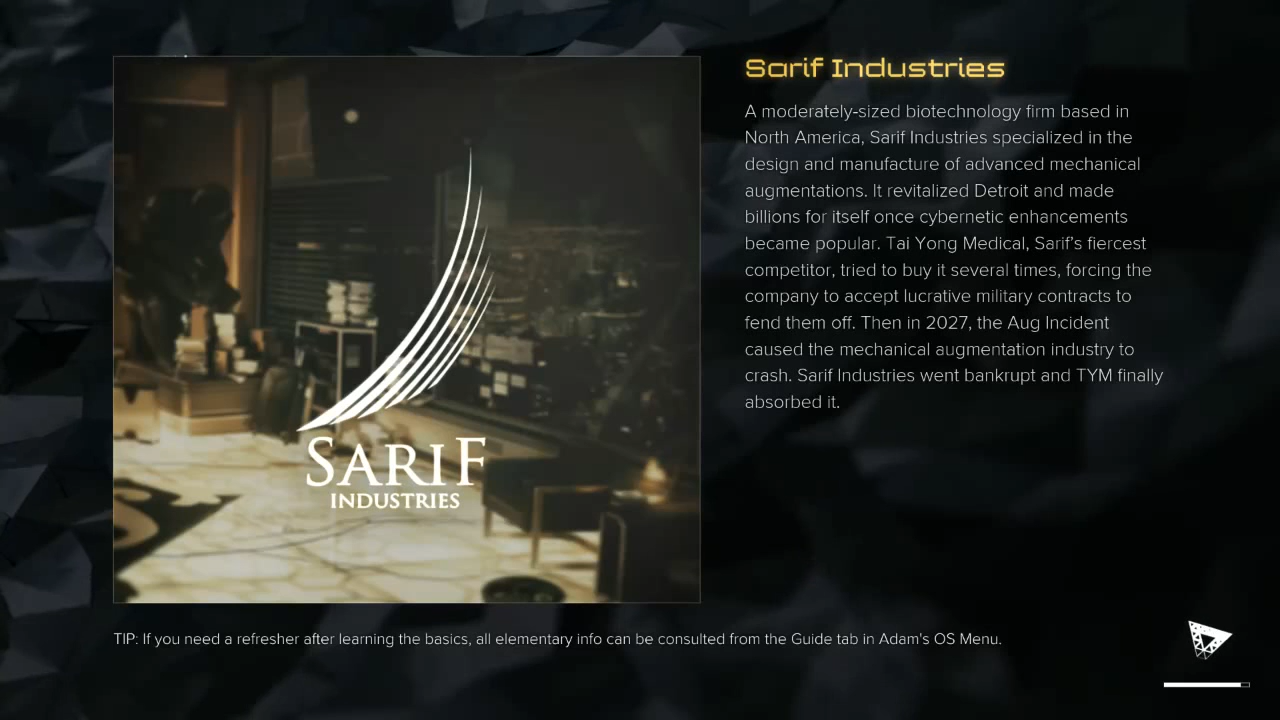 Sarif Industries
A moderately-sized biotechnology firm based in
North America, Sarif Industries specialized in the
design and manufacture of advanced mechanical
augmentations. It revitalized Detroit and made
billions for itself once cybernetic enhancements
became popular. Tai Yong Medical, Sarif's fiercest
competitor, tried to buy it several times, forcing the
company to accept lucrative military contracts to
fend them off. Then in 2027, the Aug Incident
caused the mechanical augmentation industry to
crash. Sarif Industries went bankrupt and TYM finally
absorbed it.
SARIF
INDUSTRIES
TIP: If you need a refresher after learning the basics, all elementary info can be consulted from the Guide tab in Adam's OS Menu.